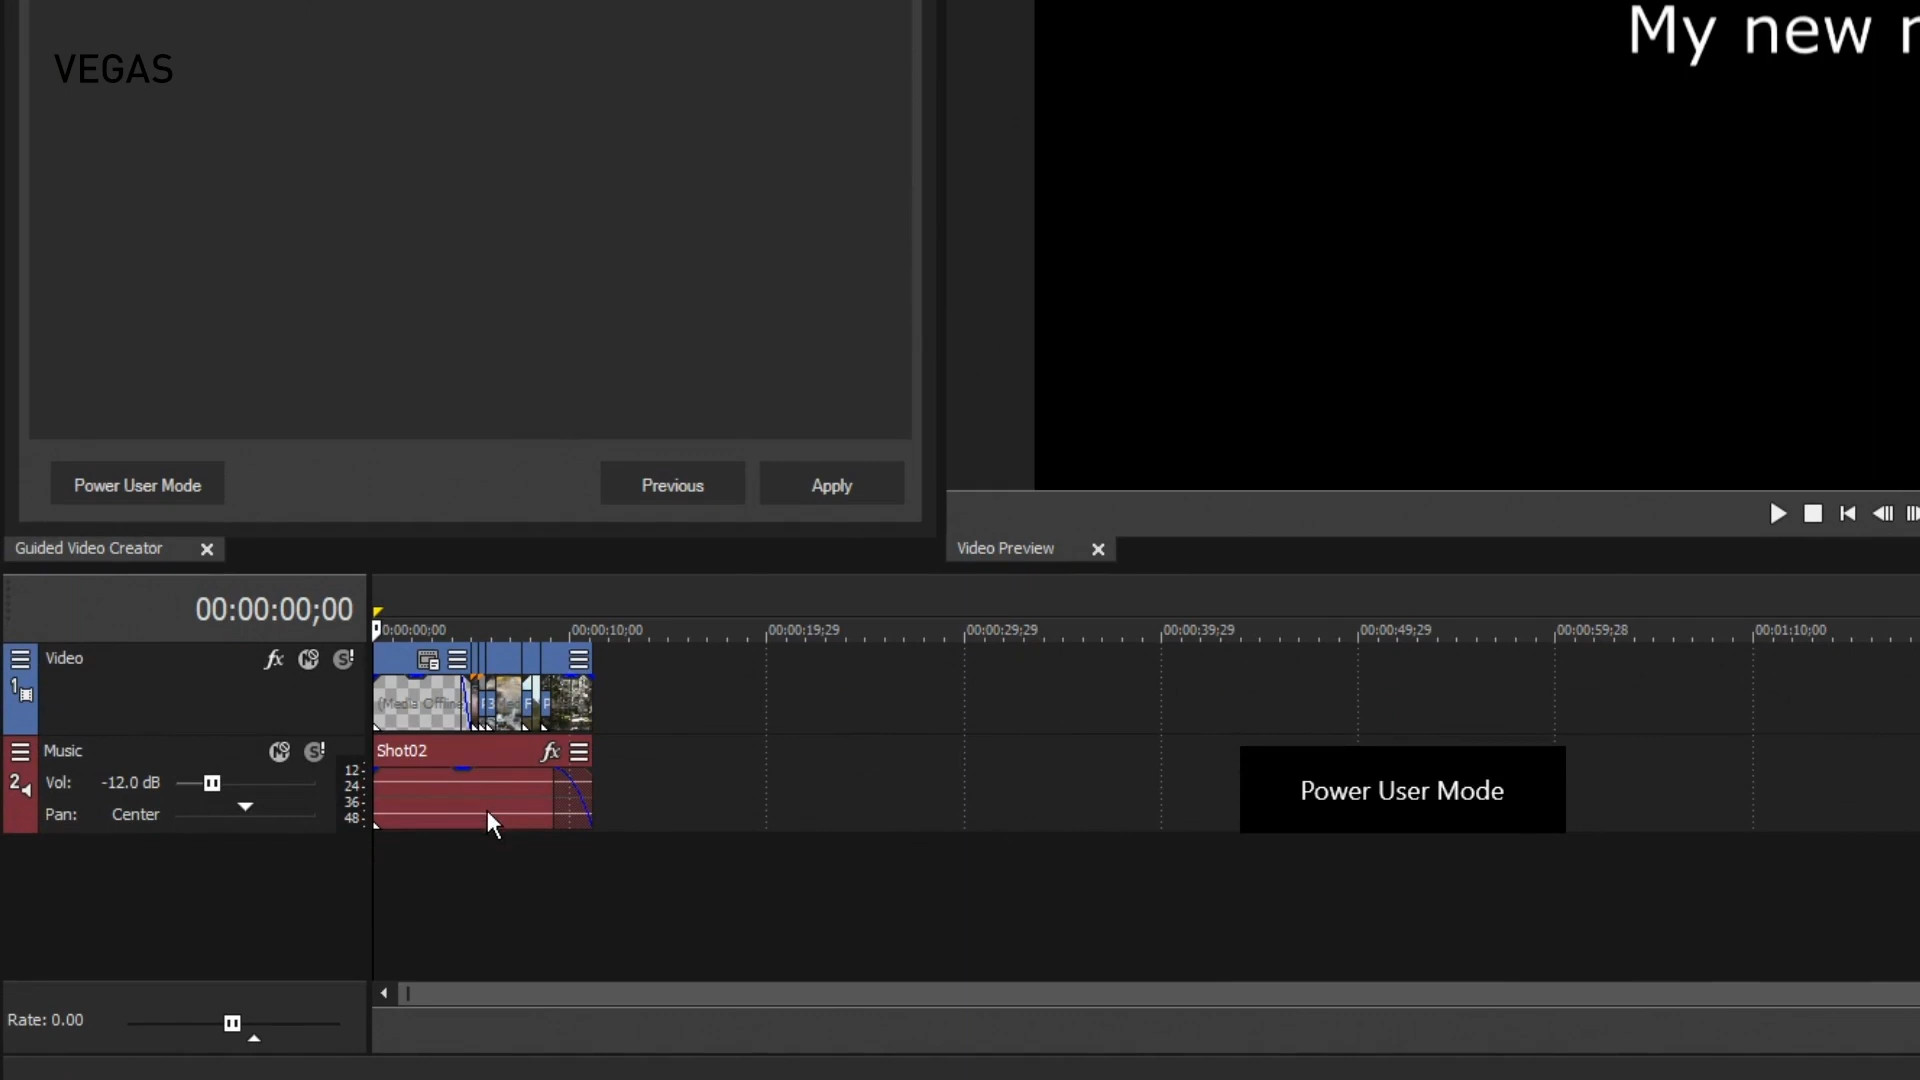 VEGAS
My new
Power User Mode
Previous
Apply
Guided Video Creator
Video Preview
00:00:00;00
0:00:00;00
00:00:10;00
00:00:19;29
00:00:29;29
00:00:39;29
00:00:49;29
00:00:59;28
00:01:10;00
1
Video
fx
(Media Offline
Music
Shot02
fx
2
Vol: -12.0 dB
Pan: Center
12
24
36
48
Power User Mode
Rate: 0.00